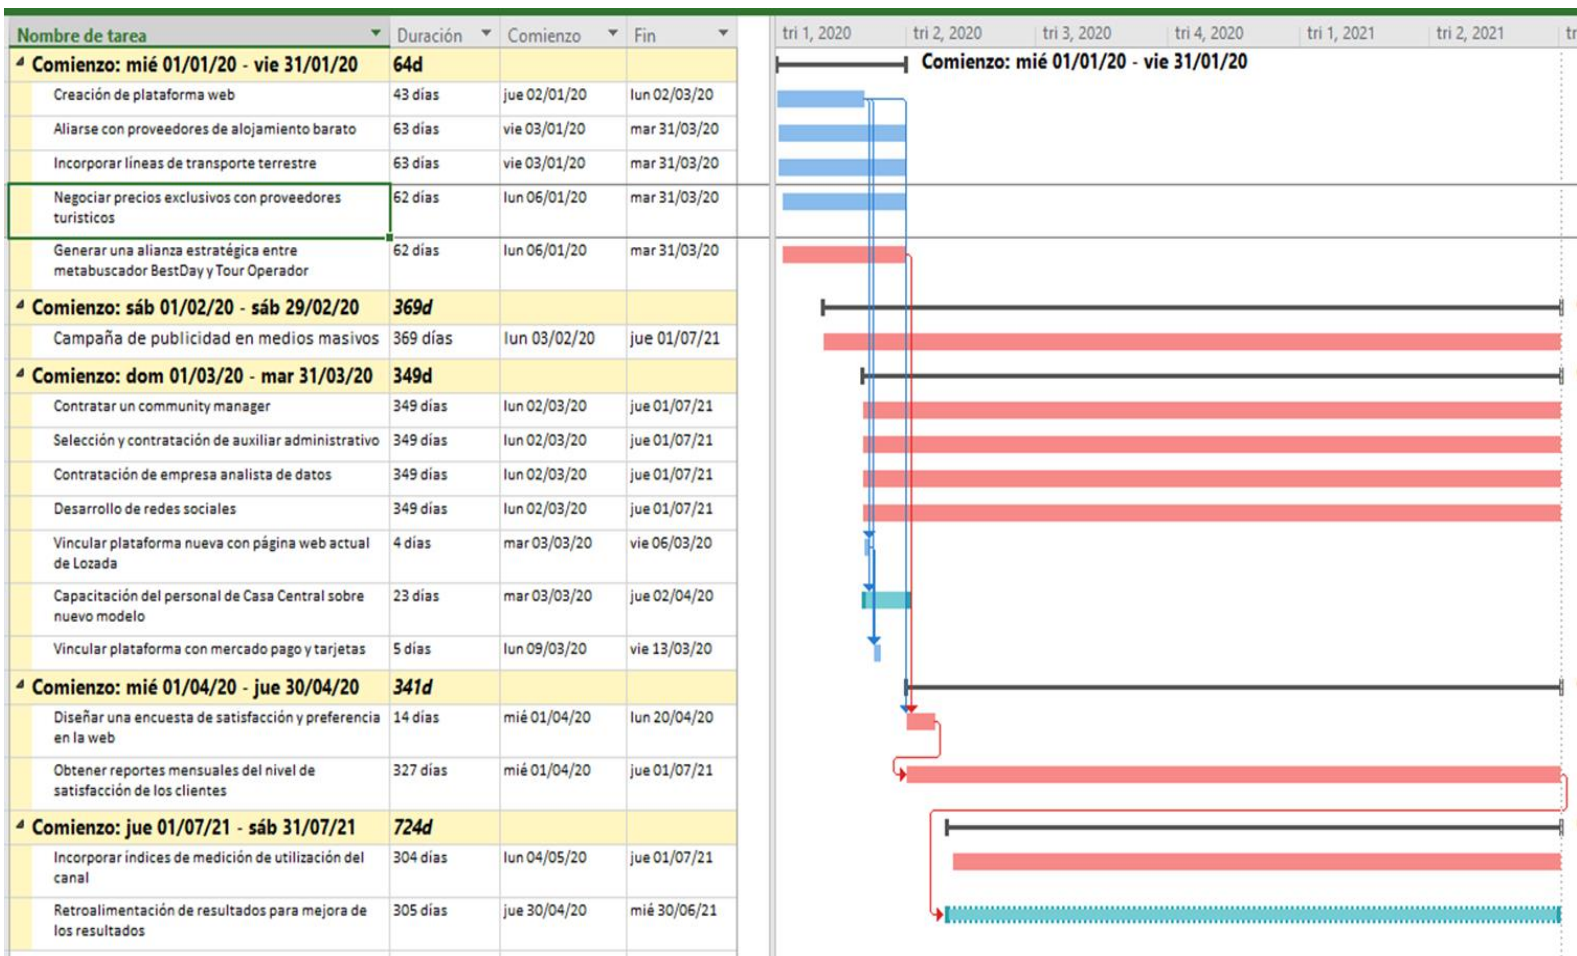 Nombre de tarea Duración Comienzo Fin tri 1, 2020 tri 2, 2020 tri 3, 2020 tri 4, 2020 tri 1, 2021 tri 2, 2021 tr
Comienzo: mié 01/01/20 - vie 31/01/20 64d Comienzo: mié 01/01/20 - vie 31/01/20
Creación de plataforma web 43 días jue 02/01/20 lun 02/03/20
Aliarse con proveedores de alojamiento barato 63 días vie 03/01/20 mar 31/03/20
Incorporar líneas de transporte terrestre 63 días vie 03/01/20 mar 31/03/20
Negociar precios exclusivos con proveedores 62 días lun 06/01/20 mar 31/03/20
turisticos
Generar una alianza estratégica entre 62 días lun 06/01/20 mar 31/03/20
metabuscador BestDay y Tour Operador
Comienzo: sáb 01/02/20 - sáb 29/02/20 369d
Campaña de publicidad en medios masivos 369 días lun 03/02/20 jue 01/07/21
Comienzo: dom 01/03/20 - mar 31/03/20 349d
Contratar un community manager 349 días lun 02/03/20 jue 01/07/21
Selección y contratación de auxiliar administrativo 349 días lun 02/03/20 jue 01/07/21
Contratación de empresa analista de datos 349 días lun 02/03/20 jue 01/07/21
Desarrollo de redes sociales 349 días lun 02/03/20 jue 01/07/21
Vincular plataforma nueva con página web actual 4 días mar 03/03/20 vie 06/03/20
de Lozada
Capacitación del personal de Casa Central sobre 23 días mar 03/03/20 jue 02/04/20
nuevo modelo
Vincular plataforma con mercado pago y tarjetas 5 días lun 09/03/20 vie 13/03/20
Comienzo: mié 01/04/20 - jue 30/04/20 341d
Diseñar una encuesta de satisfacción y preferencia 14 días mié 01/04/20 lun 20/04/20
en la web
Obtener reportes mensuales del nivel de 327 días mié 01/04/20 jue 01/07/21
satisfacción de los clientes
Comienzo: jue 01/07/21 - sáb 31/07/21 724d
Incorporar índices de medición de utilización del 304 días lun 04/05/20 jue 01/07/21
canal
Retroalimentación de resultados para mejora de 305 días jue 30/04/20 mié 30/06/21
los resultados